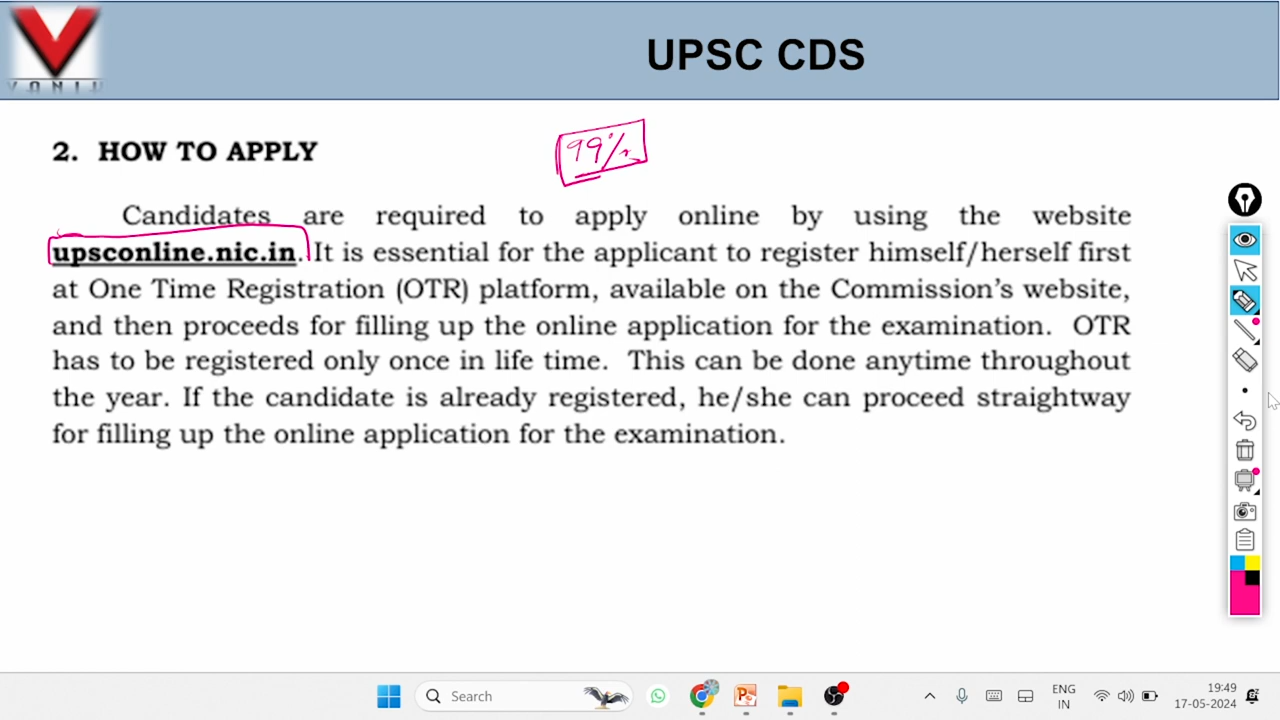 VONIJ
UPSC CDS
99%
2. HOW TO APPLY
Candidates are required to apply online by using the website
upsconline.nic.in. It is essential for the applicant to register himself/herself first
at One Time Registration (OTR) platform, available on the Commission's website,
and then proceeds for filling up the online application for the examination. OTR
has to be registered only once in life time. This can be done anytime throughout
the year. If the candidate is already registered, he/she can proceed straightway
for filling up the online application for the examination.
Search
ENG
IN
19:49
17-05-2024